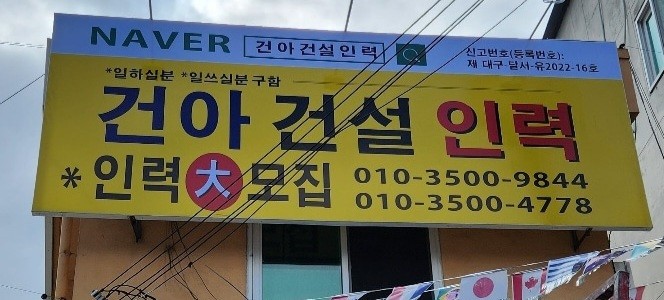 NAVER 건아건설인력
신고번호(등록번호):
제 대구 달서-유2022-16호
*일하실분 *일쓰실분구함
건아 건설 인력
*인력大모집 010-3500-9844
010-3500-4778